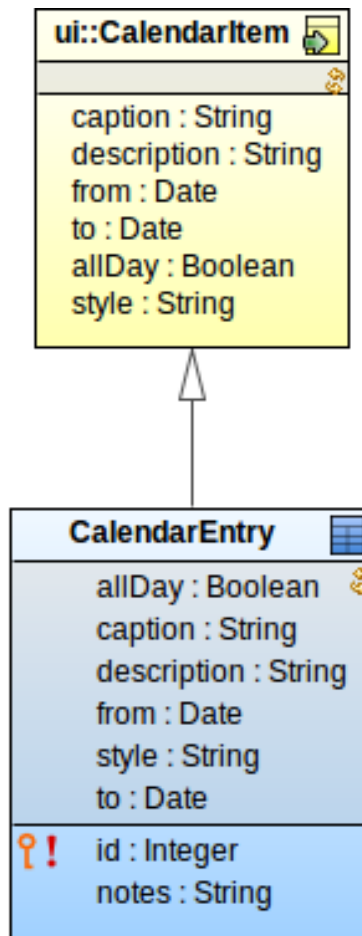 ui::CalendarItem
caption : String
description : String
from : Date
to : Date
allDay : Boolean
style : String
CalendarEntry
allDay : Boolean
caption : String
description : String
from : Date
style : String
to : Date
id : Integer
notes : String